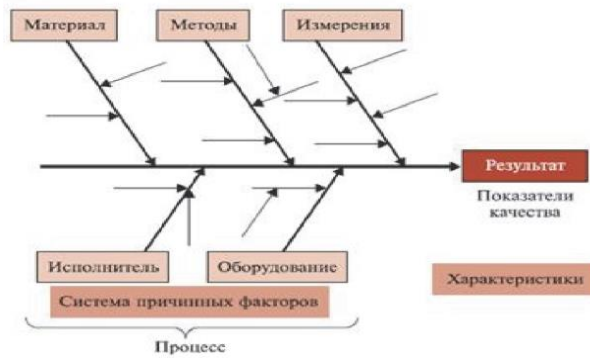 Материал
Методы
Измерения
Результат
Показатели
качества
Исполнитель
Оборудование
Характеристики
Система причинных факторов
Процесс